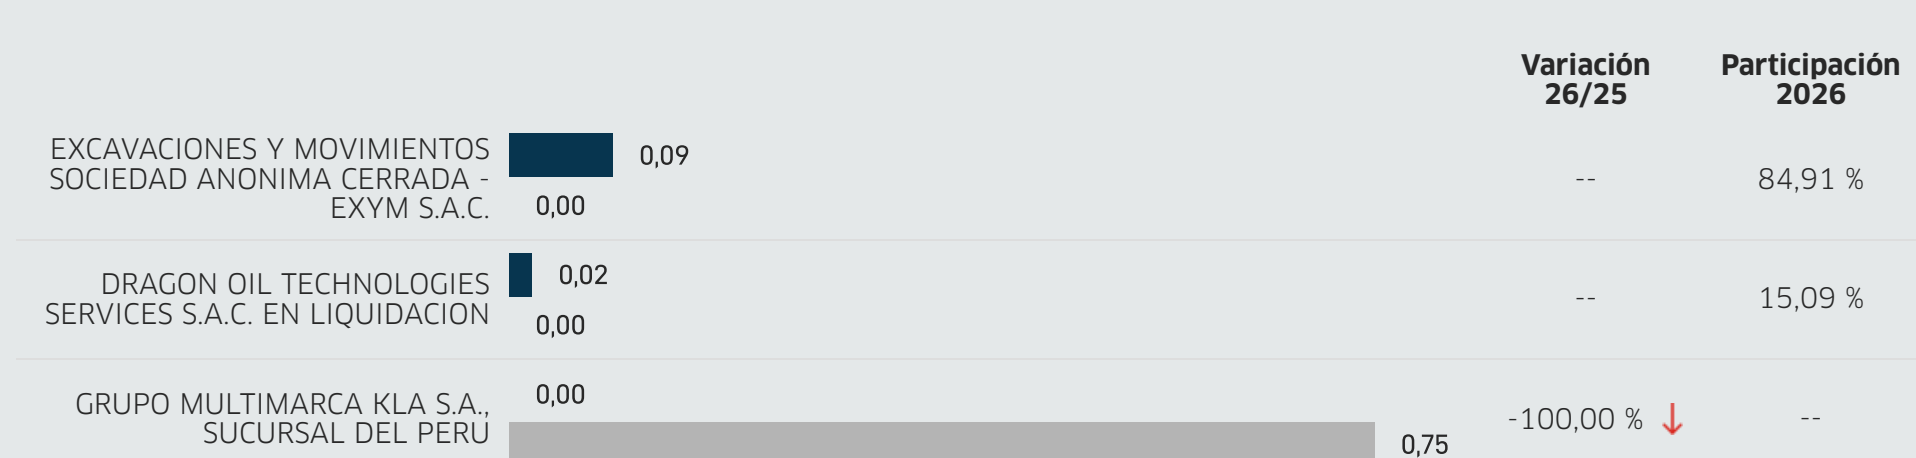 Variación
26/25
Participación
2026
EXCAVACIONES Y MOVIMIENTOS
SOCIEDAD ANONIMA CERRADA -
EXYM S.A.C.
0,09
0,00
--
84,91 %
DRAGON OIL TECHNOLOGIES
SERVICES S.A.C. EN LIQUIDACION
0,02
0,00
--
15,09 %
GRUPO MULTIMARCA KLA S.A.,
SUCURSAL DEL PERU
0,00
0,75
-100,00 %
--